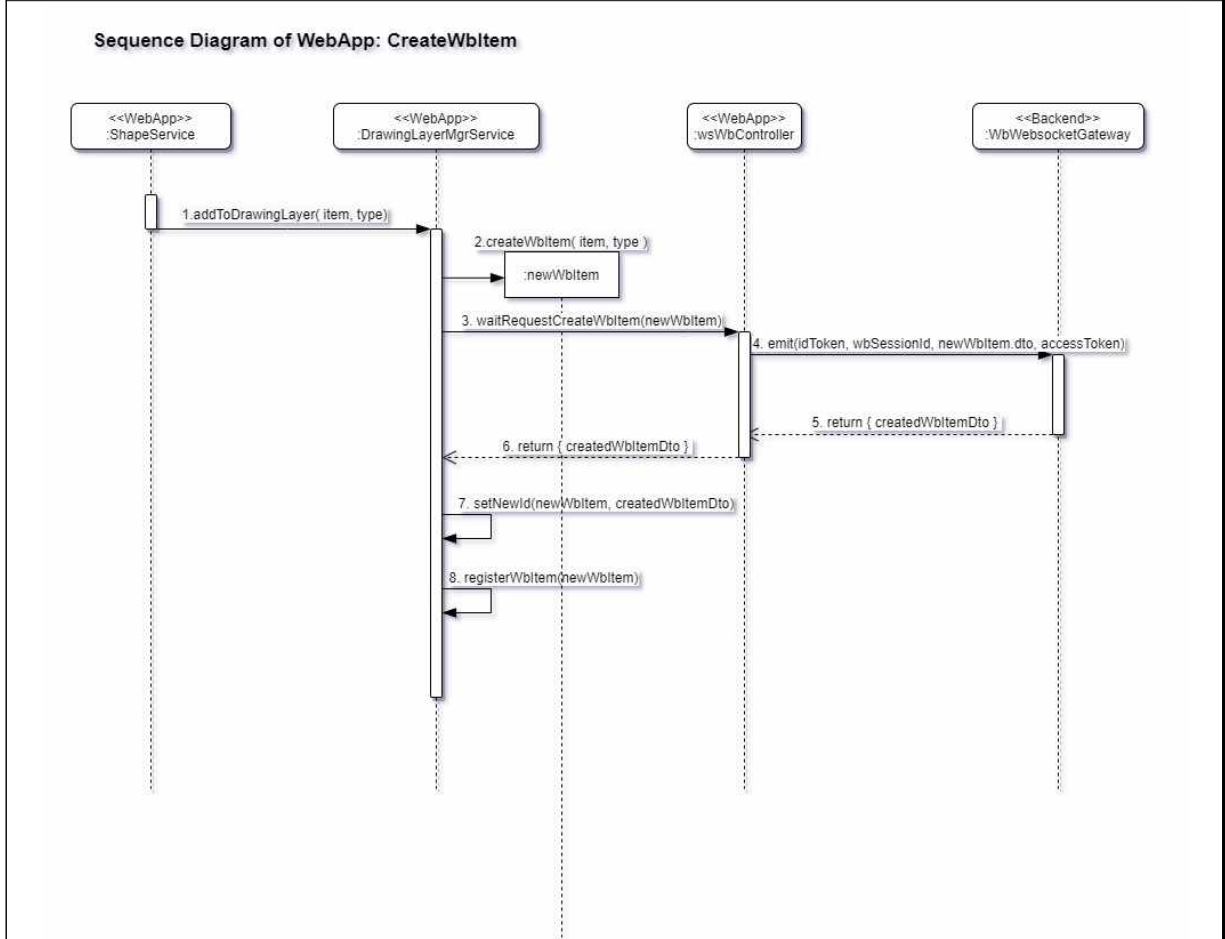 Sequence Diagram of WebApp: CreateWbItem
<<WebApp>>
:ShapeService
<<WebApp>>
:DrawingLayerMgrService
<<WebApp>>
:wsWbController
<<Backend>>
:WbWebsocketGateway
1.addToDrawingLayer( item, type)
2.createWbItem( item, type )
:newWbItem
3. waitRequestCreateWbItem(newWbItem)
4. emit(idToken, wbSessionId, newWbItem.dto, accessToken)
5. return { createdWbItemDto }
6. return { createdWbItemDto }
7. setNewId(newWbItem, createdWbItemDto)
8. registerWbItem(newWbItem)